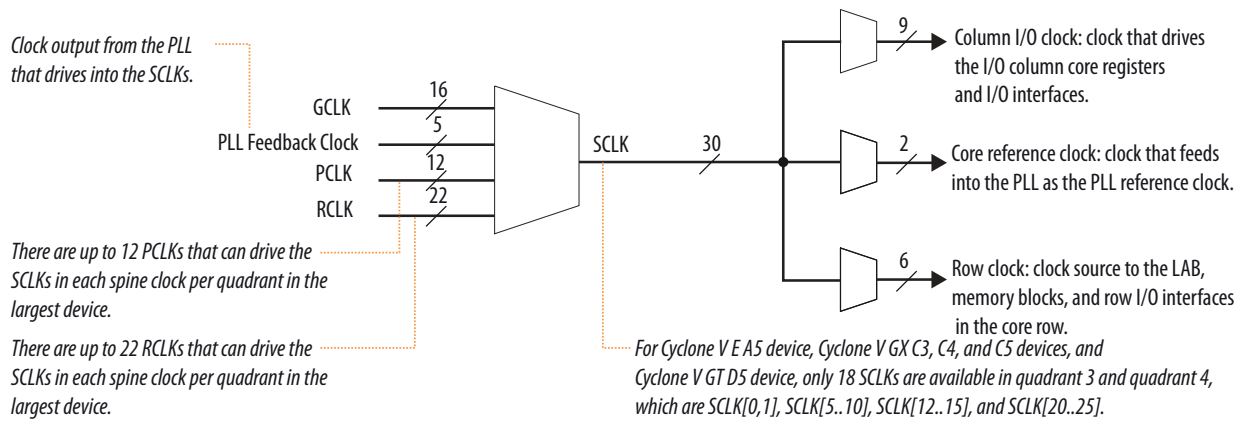 Clock output from the PLL
that drives into the SCLKs.
GCLK
16
PLL Feedback Clock
5
PCLK
12
RCLK
22
SCLK
30
9
Column I/O clock: clock that drives
the I/O column core registers
and I/O interfaces.
2
Core reference clock: clock that feeds
into the PLL as the PLL reference clock.
6
Row clock: clock source to the LAB,
memory blocks, and row I/O interfaces
in the core row.
There are up to 12 PCLKs that can drive the
SCLKs in each spine clock per quadrant in the
largest device.
There are up to 22 RCLKs that can drive the
SCLKs in each spine clock per quadrant in the
largest device.
For Cyclone V E A5 device, Cyclone V GX C3, C4, and C5 devices, and
Cyclone V GT D5 device, only 18 SCLKs are available in quadrant 3 and quadrant 4,
which are SCLK[0,1], SCLK[5..10], SCLK[12..15], and SCLK[20..25].